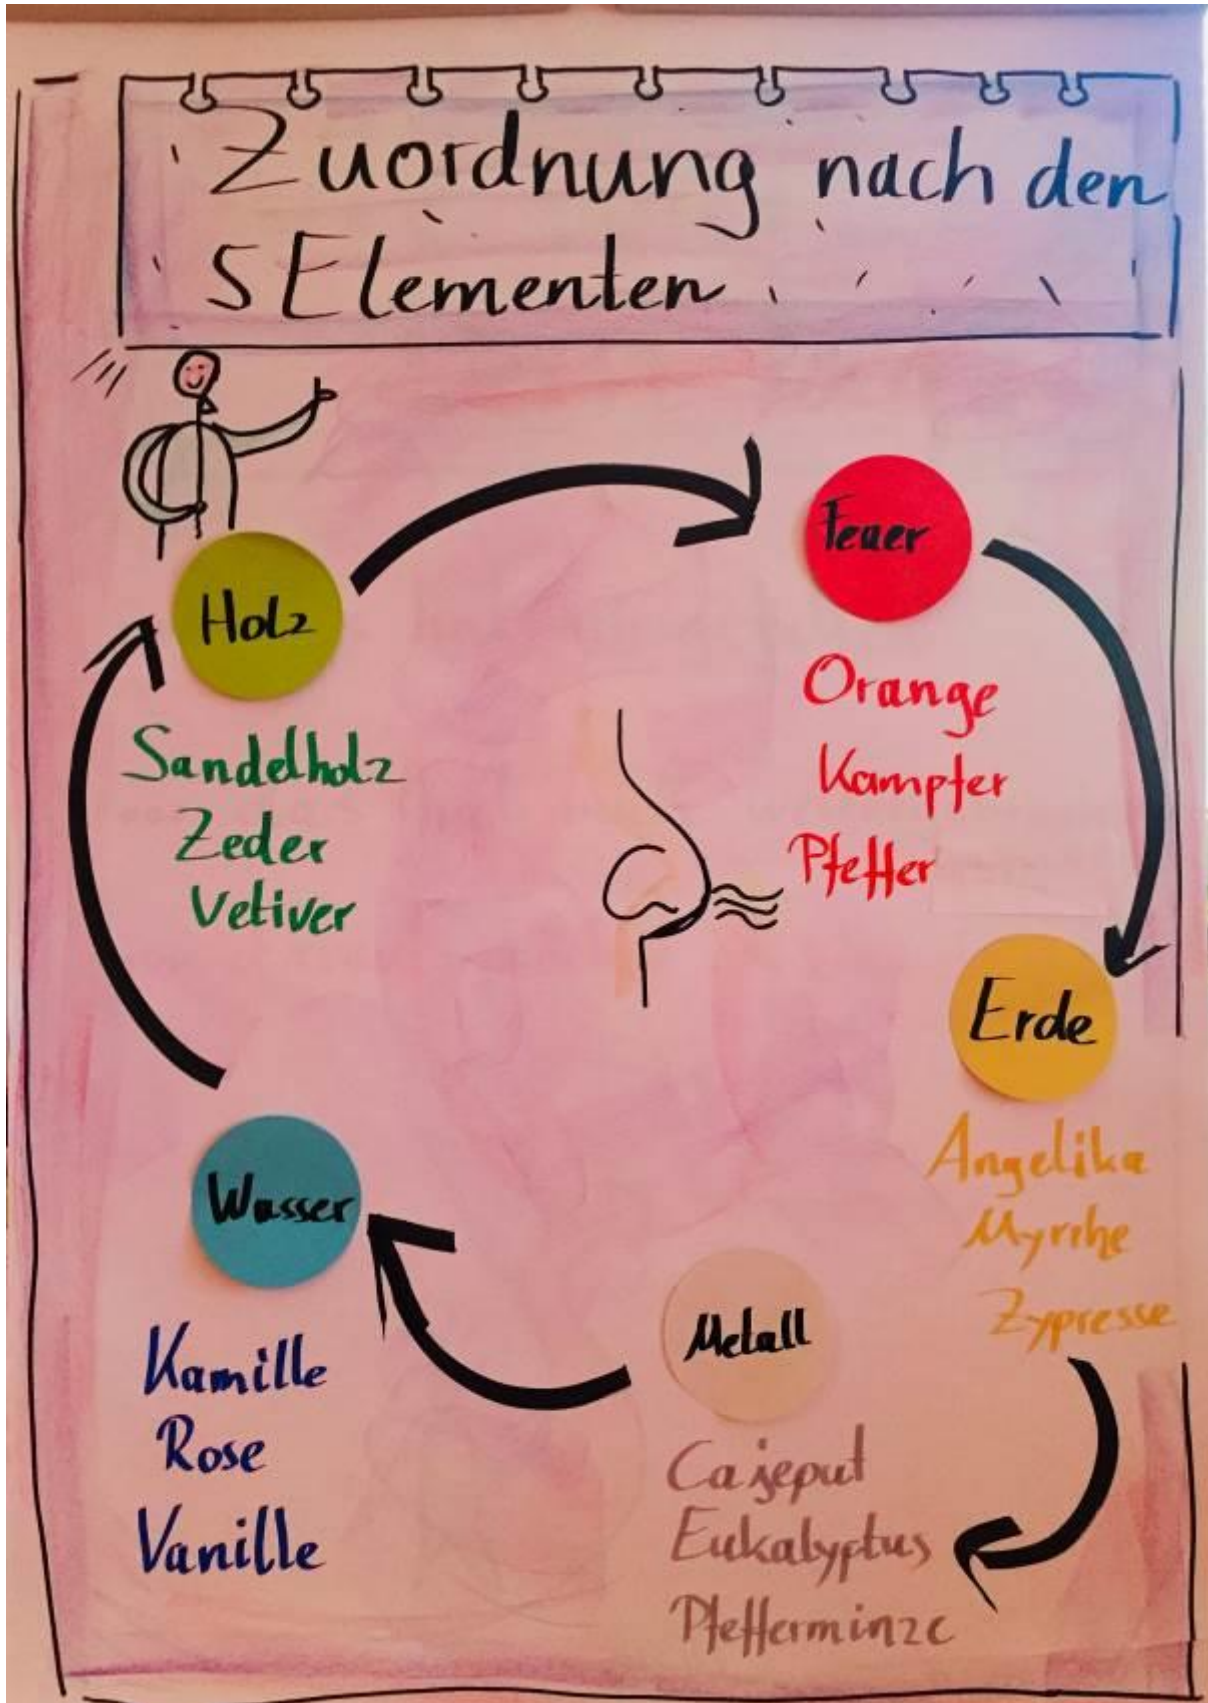 Zuordnung nach den
5 Elementen
Holz
Sandelholz
Zeder
Vetiver
Feuer
Orange
Kampfer
Pfeffer
Erde
Angelika
Myrrhe
Zypresse
Metall
Cajeput
Eukalyptus
Pfefferminze
Wasser
Kamille
Rose
Vanille